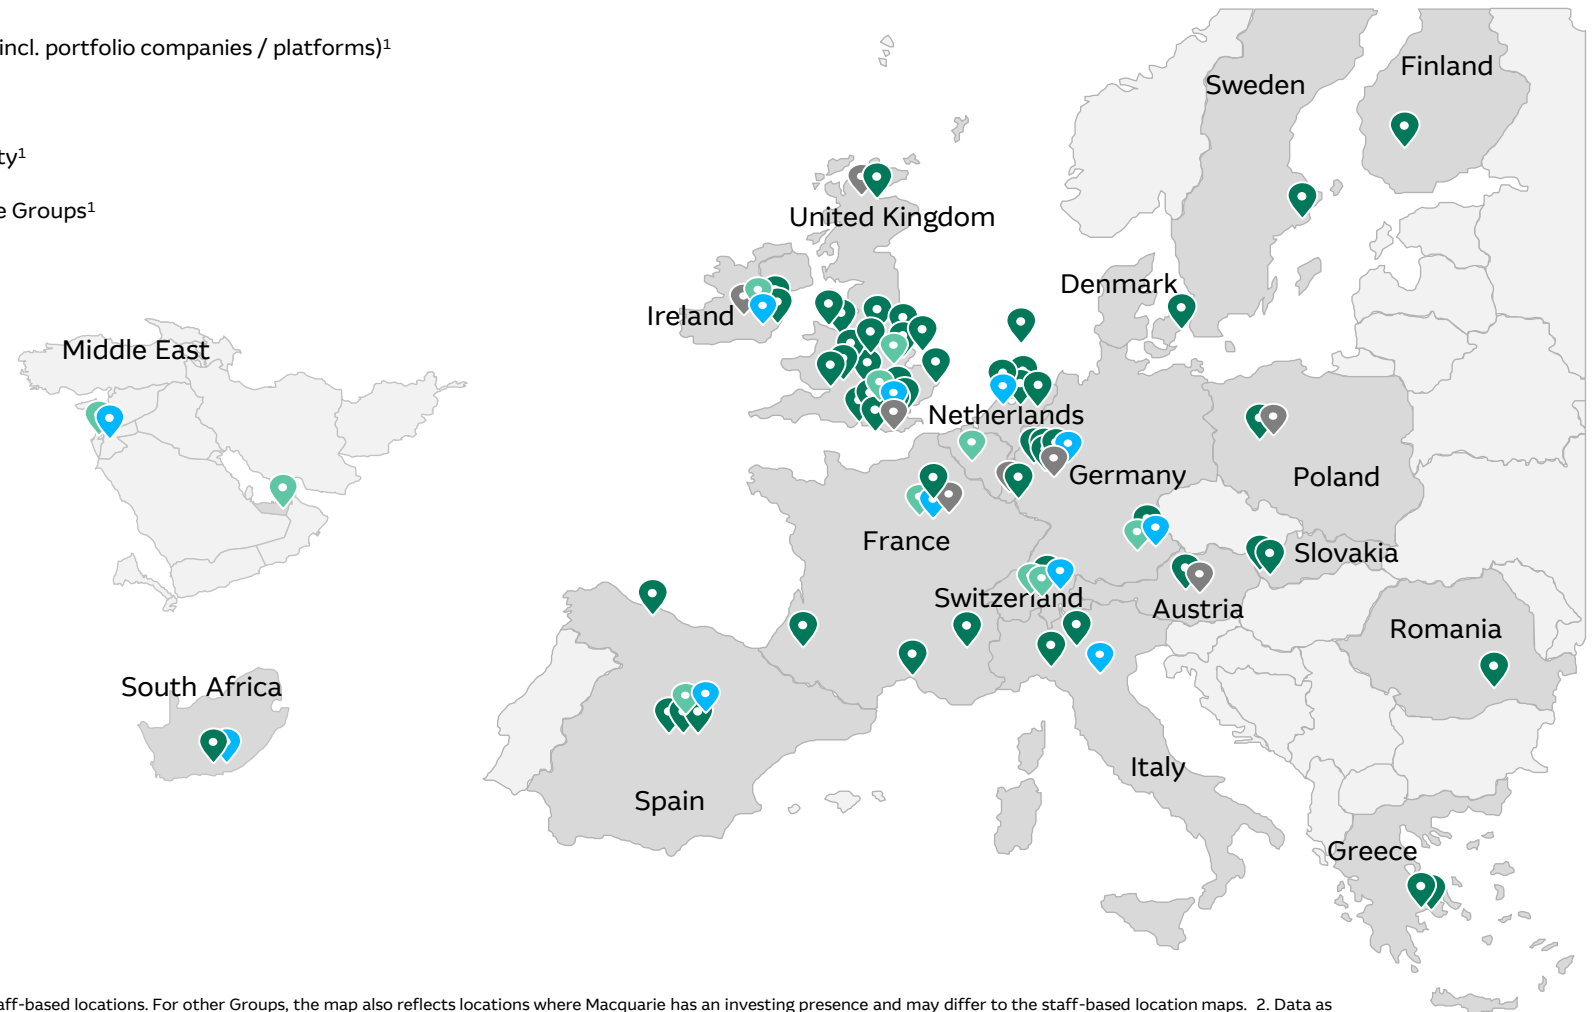 incl. portfolio companies / platforms)¹
ty¹
e Groups¹
Sweden
Finland
United Kingdom
Denmark
Ireland
Middle East
Netherlands
Germany
Poland
France
Slovakia
Switzerland
Austria
Romania
South Africa
Italy
Spain
Greece
aff-based locations. For other Groups, the map also reflects locations where Macquarie has an investing presence and may differ to the staff-based location maps. 2. Data as